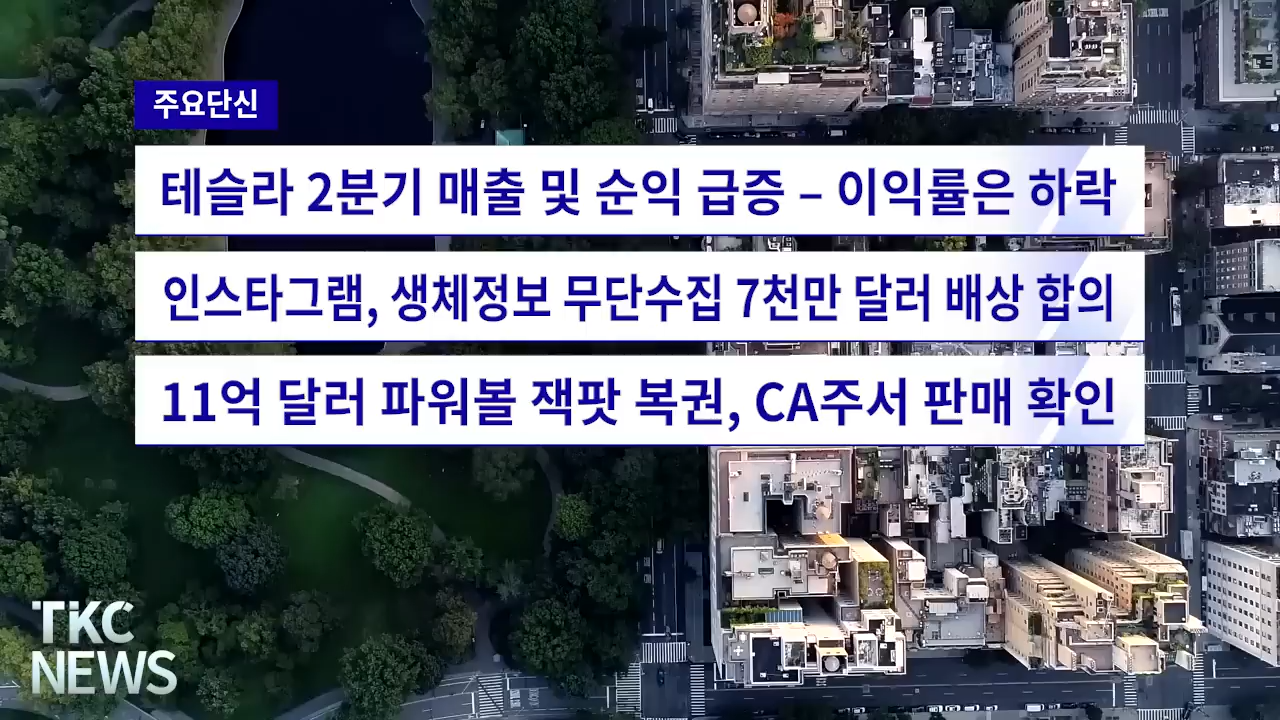 주요단신
테슬라 2분기 매출 및 순익 급증 – 이익률은 하락
인스타그램, 생체정보 무단수집 7천만 달러 배상 합의
11억 달러 파워볼 잭팟 복권, CA주서 판매 확인
TKC
NEWS